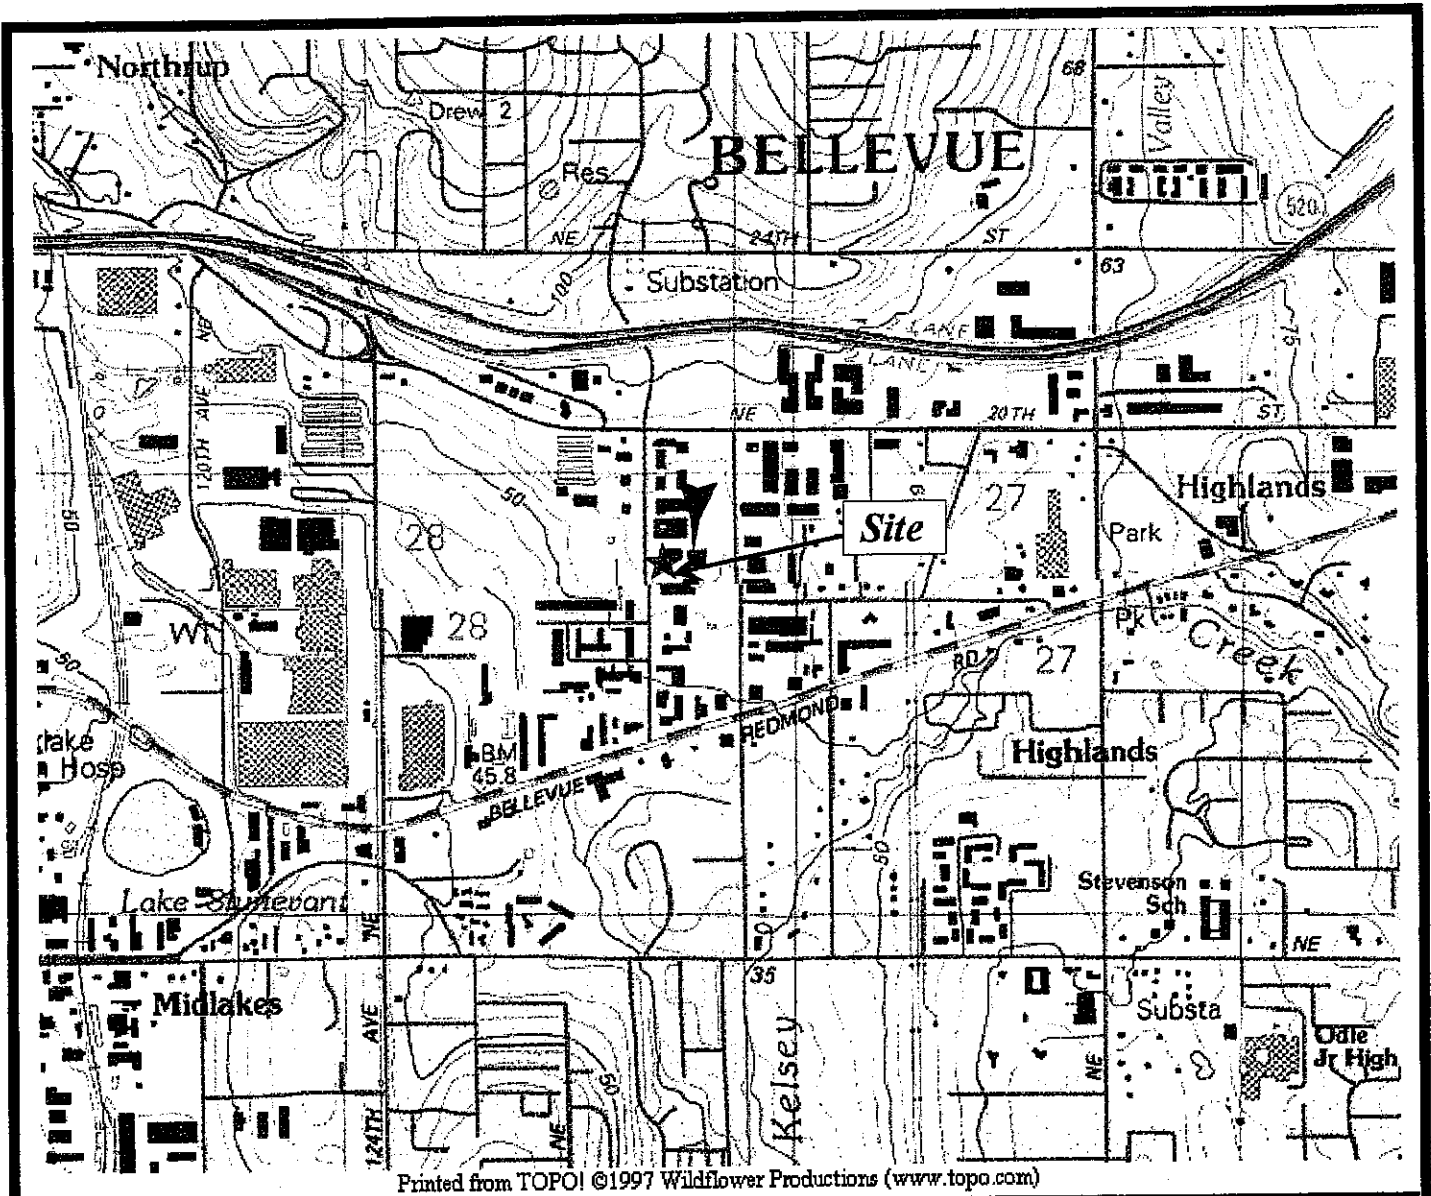 Northrup
68
Valley
Drew 2
BELLEVUE
Res
520
NE 24TH ST
63
Substation
100
LANE
LANE
75
NE
120TH AVE
NE 20TH ST
50
Highlands
50
27
28
Site
Park
28
Pk
Creek
50
RD
27
REDMOND
Highlands
Hosp
BM
45.8
BELLEVUE
50
Stevenson
Sch
Lake Sturtevant
NE
NE
35
Midlakes
AVE
Substa
Odle
Jr High
Kelsey
NE
50
124TH
NE
Printed from TOPO! ©1997 Wildflower Productions (www.topo.com)